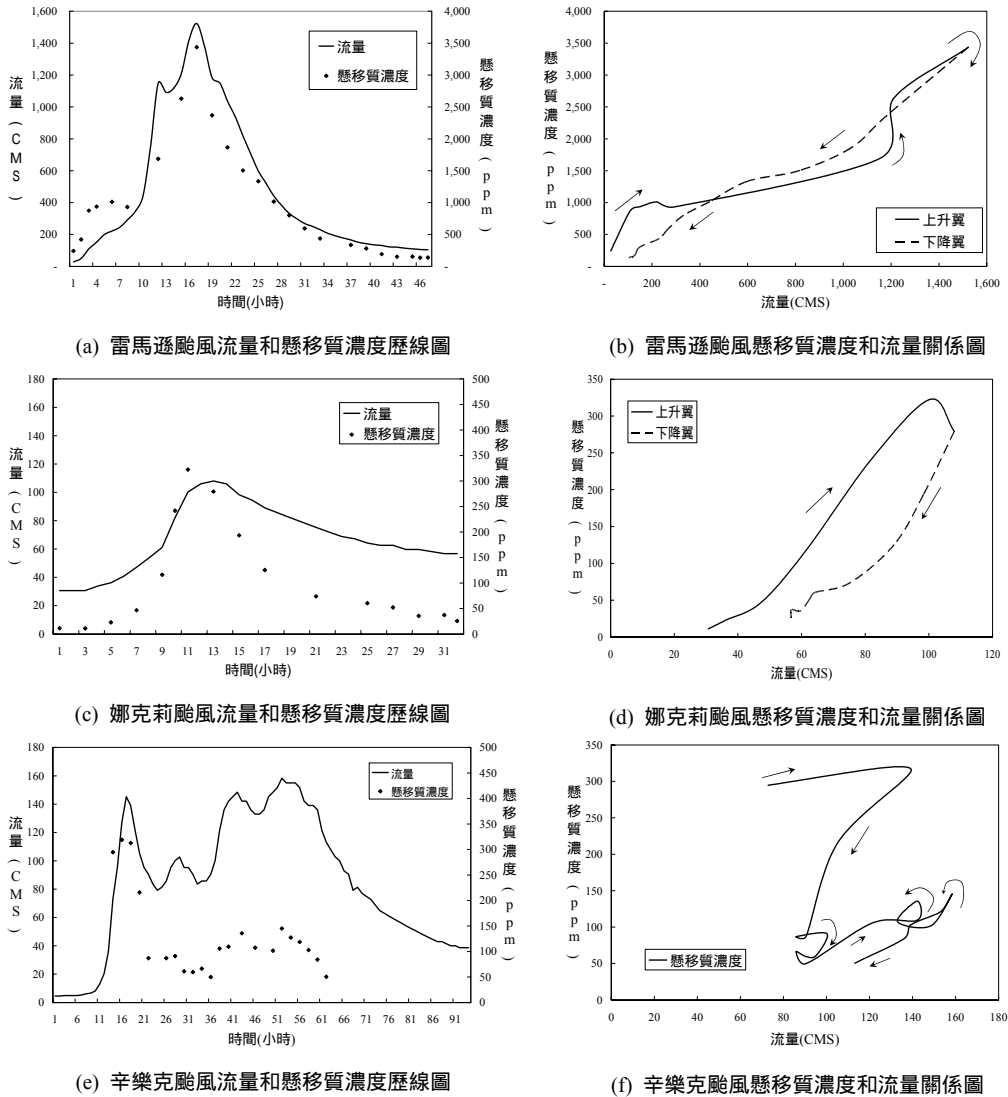 1,600
1,400
1,200
1,000
800
600
400
200
-
流量(CMS)
4,000
3,500
3,000
2,500
2,000
1,500
1,000
500
-
懸移質濃度(ppm)
流量
懸移質濃度
1 4 7 10 13 16 19 22 25 28 31 34 37 40 43 46
時間(小時)
(a) 雷馬遜颱風流量和懸移質濃度歷線圖
4,000
3,500
3,000
2,500
2,000
1,500
1,000
500
-
懸移質濃度(ppm)
上升翼
下降翼
- 200 400 600 800 1,000 1,200 1,400 1,600
流量(CMS)
(b) 雷馬遜颱風懸移質濃度和流量關係圖
180
160
140
120
100
80
60
40
20
0
流量(CMS)
500
450
400
350
300
250
200
150
100
50
0
懸移質濃度(ppm)
流量
懸移質濃度
1 3 5 7 9 11 13 15 17 19 21 23 25 27 29 31
時間(小時)
(c) 娜克莉颱風流量和懸移質濃度歷線圖
350
300
250
200
150
100
50
0
懸移質濃度(ppm)
上升翼
下降翼
0 20 40 60 80 100 120
流量(CMS)
(d) 娜克莉颱風懸移質濃度和流量關係圖
180
160
140
120
100
80
60
40
20
0
流量(CMS)
500
450
400
350
300
250
200
150
100
50
0
懸移質濃度(ppm)
流量
懸移質濃度
1 6 11 16 21 26 31 36 41 46 51 56 61 66 71 76 81 86 91
時間(小時)
(e) 辛樂克颱風流量和懸移質濃度歷線圖
350
300
250
200
150
100
50
0
懸移質濃度(ppm)
懸移質濃度
0 20 40 60 80 100 120 140 160 180
流量(CMS)
(f) 辛樂克颱風懸移質濃度和流量關係圖